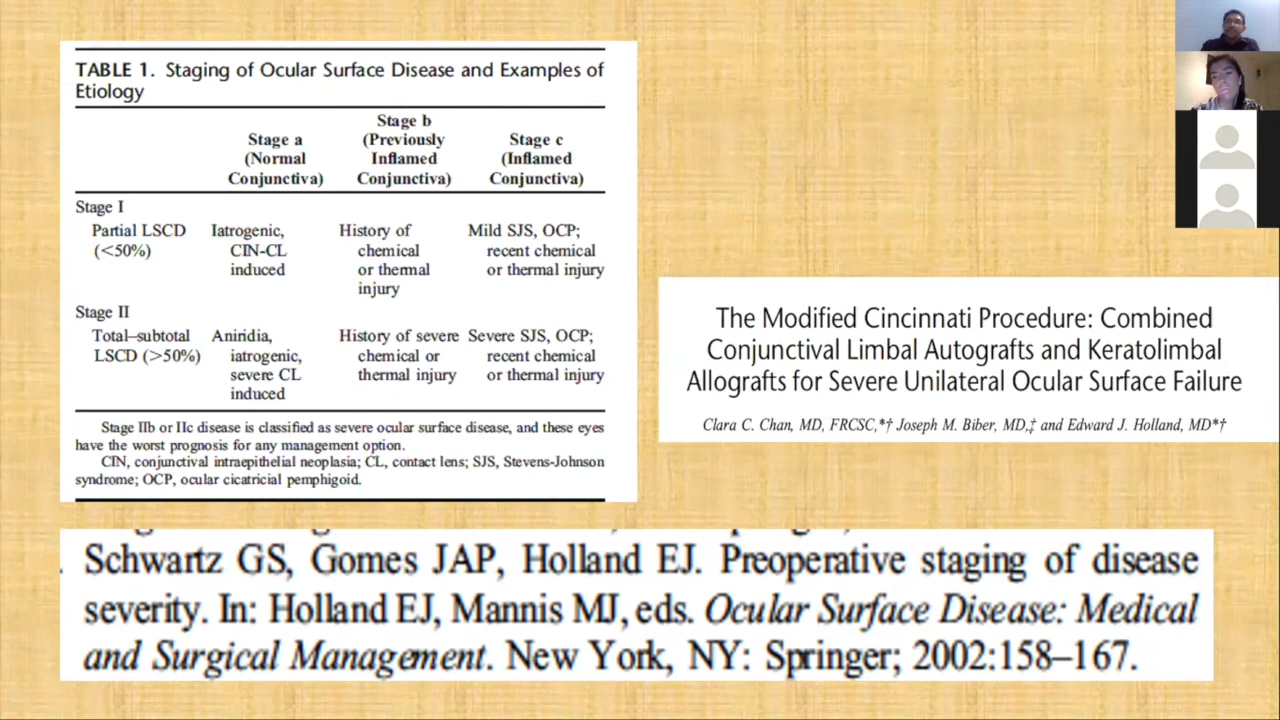 TABLE 1. Staging of Ocular Surface Disease and Examples of
Etiology
Stage a
(Normal
Conjunctiva)
Stage b
(Previously
Inflamed
Conjunctiva)
Stage c
(Inflamed
Conjunctiva)
Stage I
Partial LSCD
(<50%)
Iatrogenic,
CIN-CL
induced
History of
chemical
or thermal
injury
Mild SJS, OCP;
recent chemical
or thermal injury
Stage II
Total–subtotal
LSCD (>50%)
Aniridia,
iatrogenic,
severe CL
induced
History of severe
chemical or
thermal injury
Severe SJS, OCP;
recent chemical
or thermal injury
Stage IIb or IIc disease is classified as severe ocular surface disease, and these eyes
have the worst prognosis for any management option.
CIN, conjunctival intraepithelial neoplasia; CL, contact lens; SJS, Stevens-Johnson
syndrome; OCP, ocular cicatricial pemphigoid.
The Modified Cincinnati Procedure: Combined
Conjunctival Limbal Autografts and Keratolimbal
Allografts for Severe Unilateral Ocular Surface Failure
Clara C. Chan, MD, FRCSC,*† Joseph M. Biber, MD,‡ and Edward J. Holland, MD*†
Schwartz GS, Gomes JAP, Holland EJ. Preoperative staging of disease
severity. In: Holland EJ, Mannis MJ, eds. Ocular Surface Disease: Medical
and Surgical Management. New York, NY: Springer; 2002:158–167.